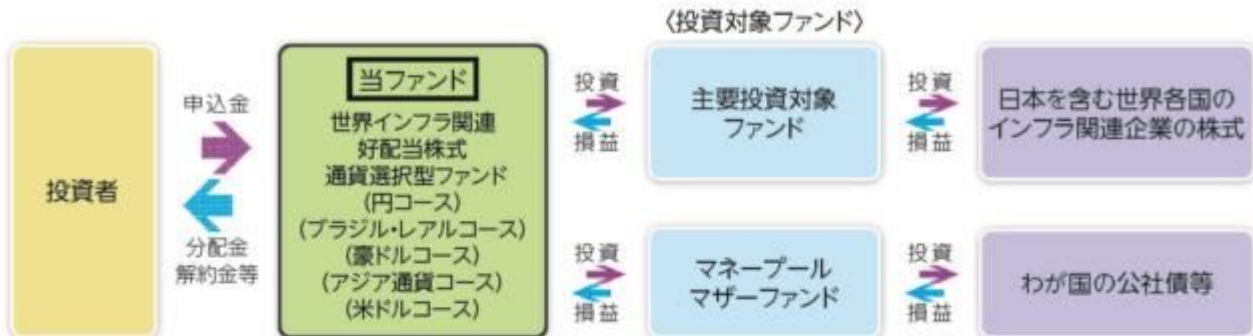 〈投資対象ファンド〉
投資者
申込金
分配金
解約金等
当ファンド
世界インフラ関連
好配当株式
通貨選択型ファンド
(円コース)
(ブラジル・レアルコース)
(豪ドルコース)
(アジア通貨コース)
(米ドルコース)
投資
損益
主要投資対象
ファンド
投資
損益
日本を含む世界各国の
インフラ関連企業の株式
投資
損益
マネープール
マザーファンド
投資
損益
わが国の公社債等